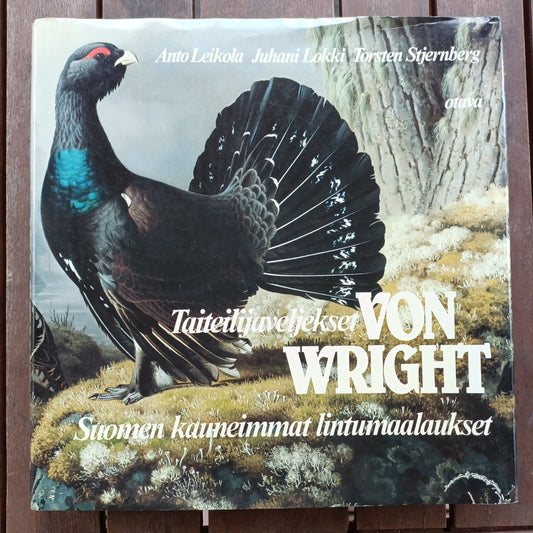 Anto Leikola Juhani Lokki Torsten Stjernberg
otava
Taiteilijaveljekset VON
WRIGHT
Suomen kauneimmat lintumaalaukset